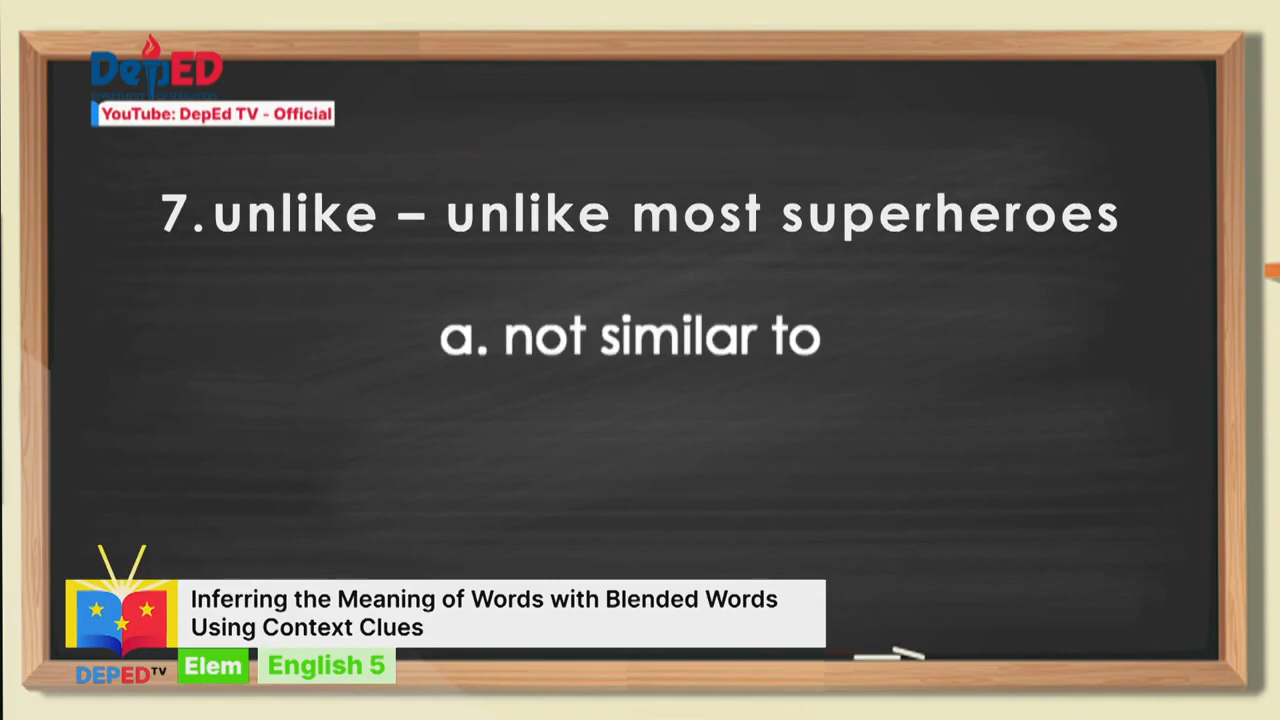 DepED
YouTube: DepEd TV - Official
7. unlike – unlike most superheroes
a. not similar to
Inferring the Meaning of Words with Blended Words
Using Context Clues
DEPED TV
Elem
English 5